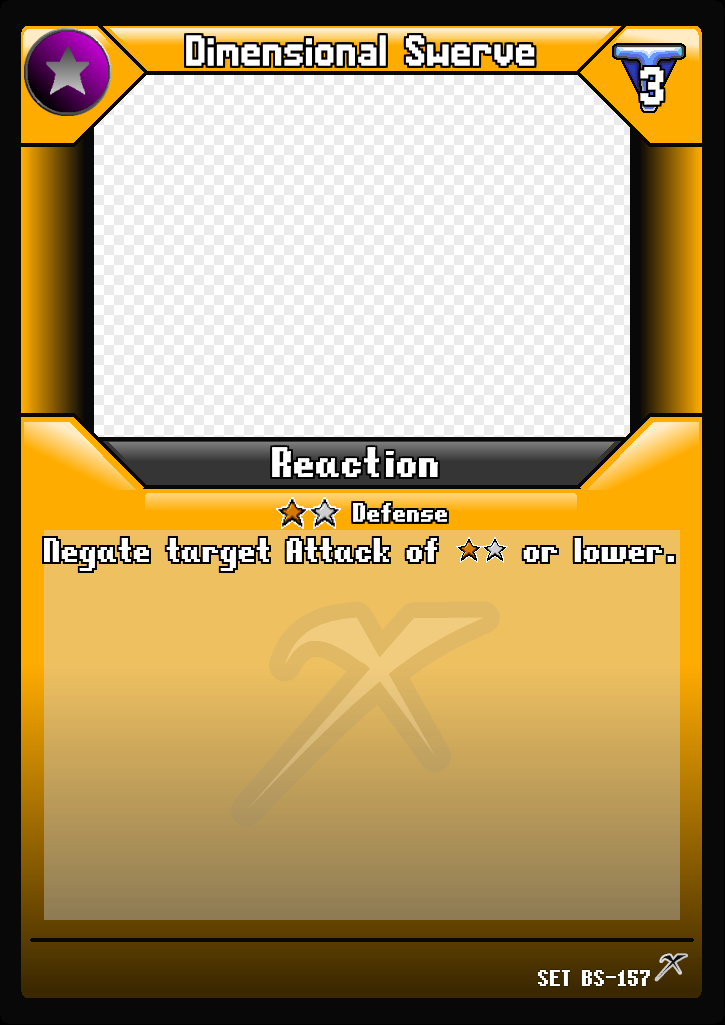 Dimensional Swerve
3
Reaction
Defense
Negate target Attack of or lower.
SET BS-157